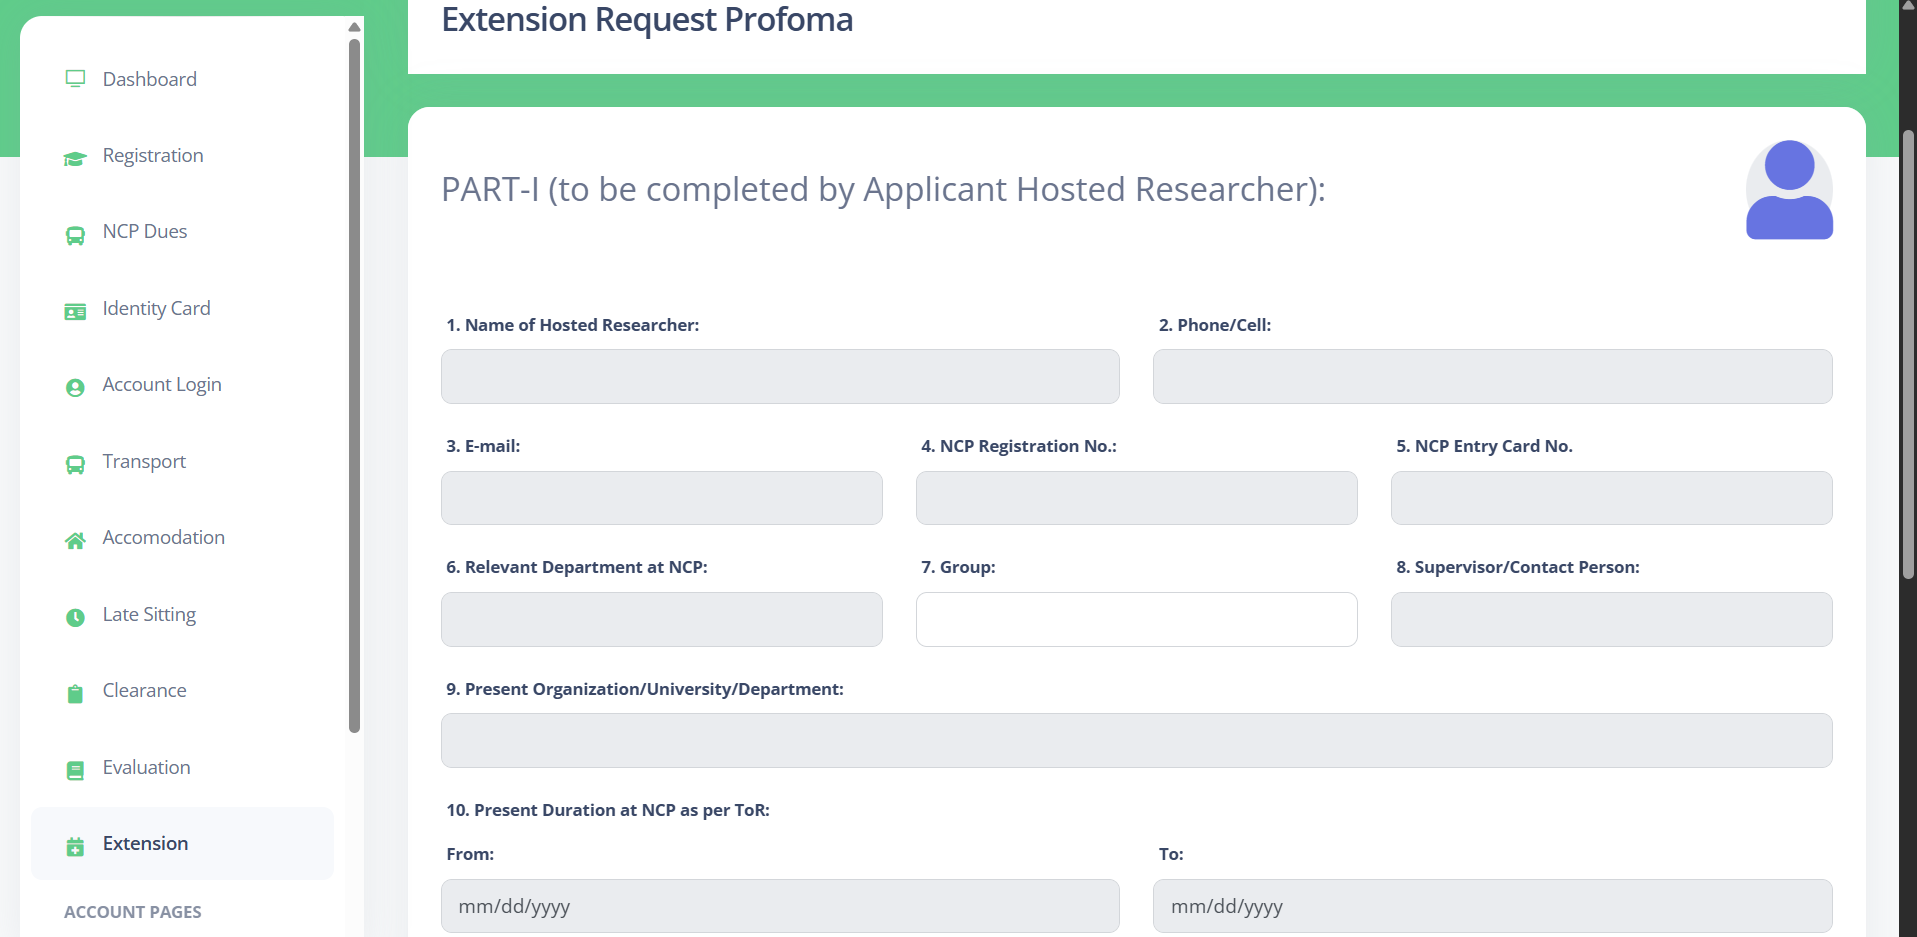 Dashboard
Registration
NCP Dues
Identity Card
Account Login
Transport
Accomodation
Late Sitting
Clearance
Evaluation
Extension
ACCOUNT PAGES
Extension Request Profoma
PART-I (to be completed by Applicant Hosted Researcher):
1. Name of Hosted Researcher:
2. Phone/Cell:
3. E-mail:
4. NCP Registration No.:
5. NCP Entry Card No.
6. Relevant Department at NCP:
7. Group:
8. Supervisor/Contact Person:
9. Present Organization/University/Department:
10. Present Duration at NCP as per ToR:
From:
To:
mm/dd/yyyy
mm/dd/yyyy